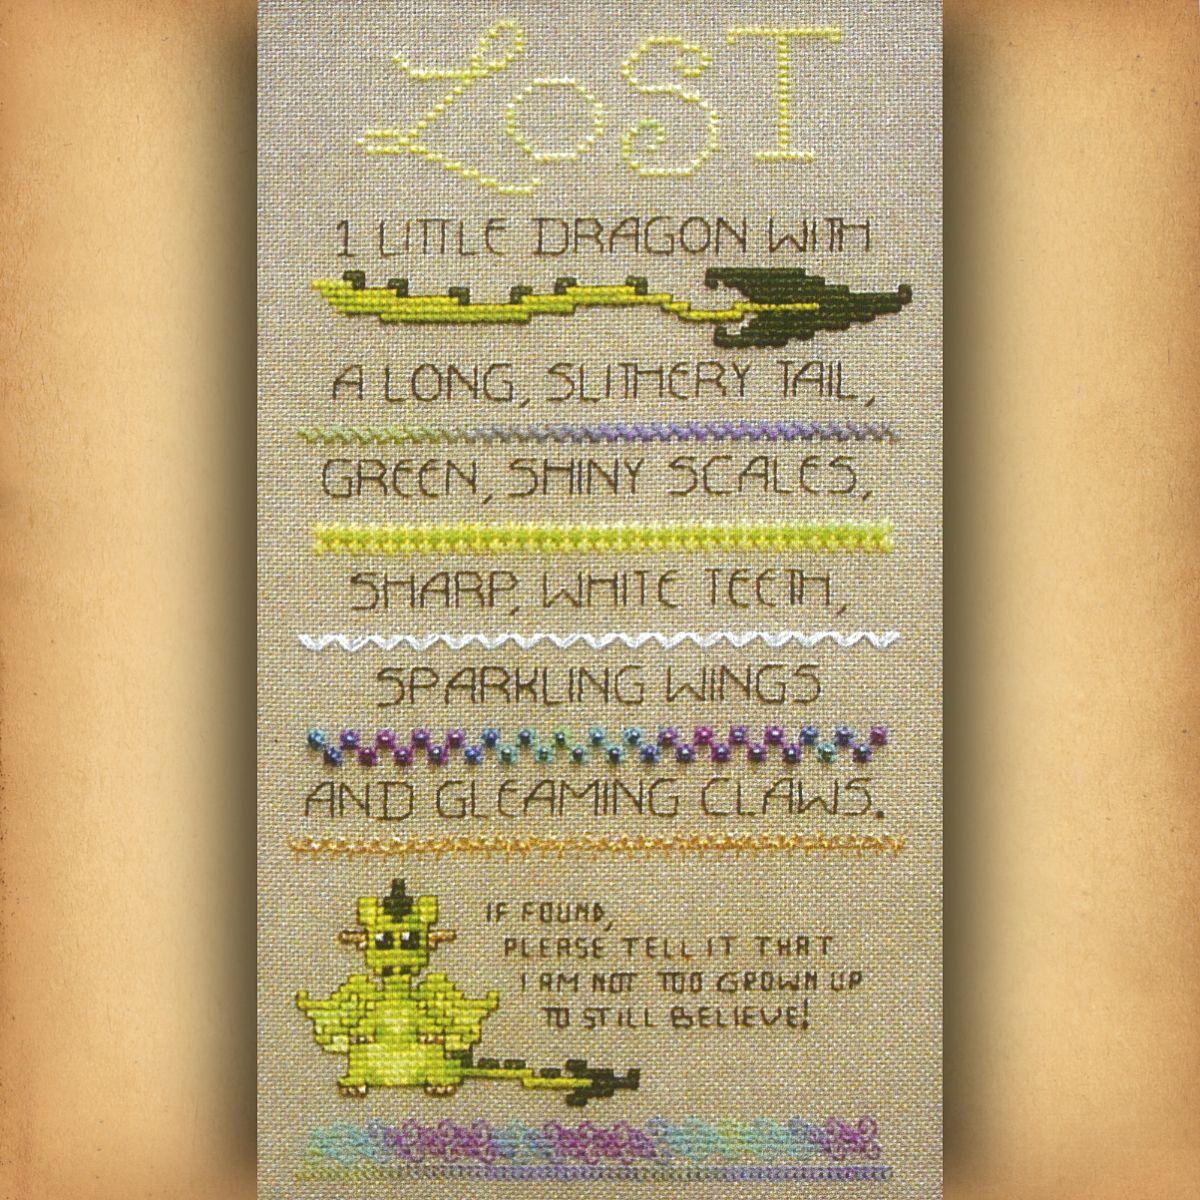 LOST
1 LITTLE DRAGON WITH
A LONG, SLITHERY TAIL,
GREEN, SHINY SCALES,
SHARP, WHITE TEETH,
SPARKLING WINGS
AND GLEAMING CLAWS.
IF FOUND,
PLEASE TELL IT THAT
I AM NOT TOO GROWN UP
TO STILL BELIEVE!